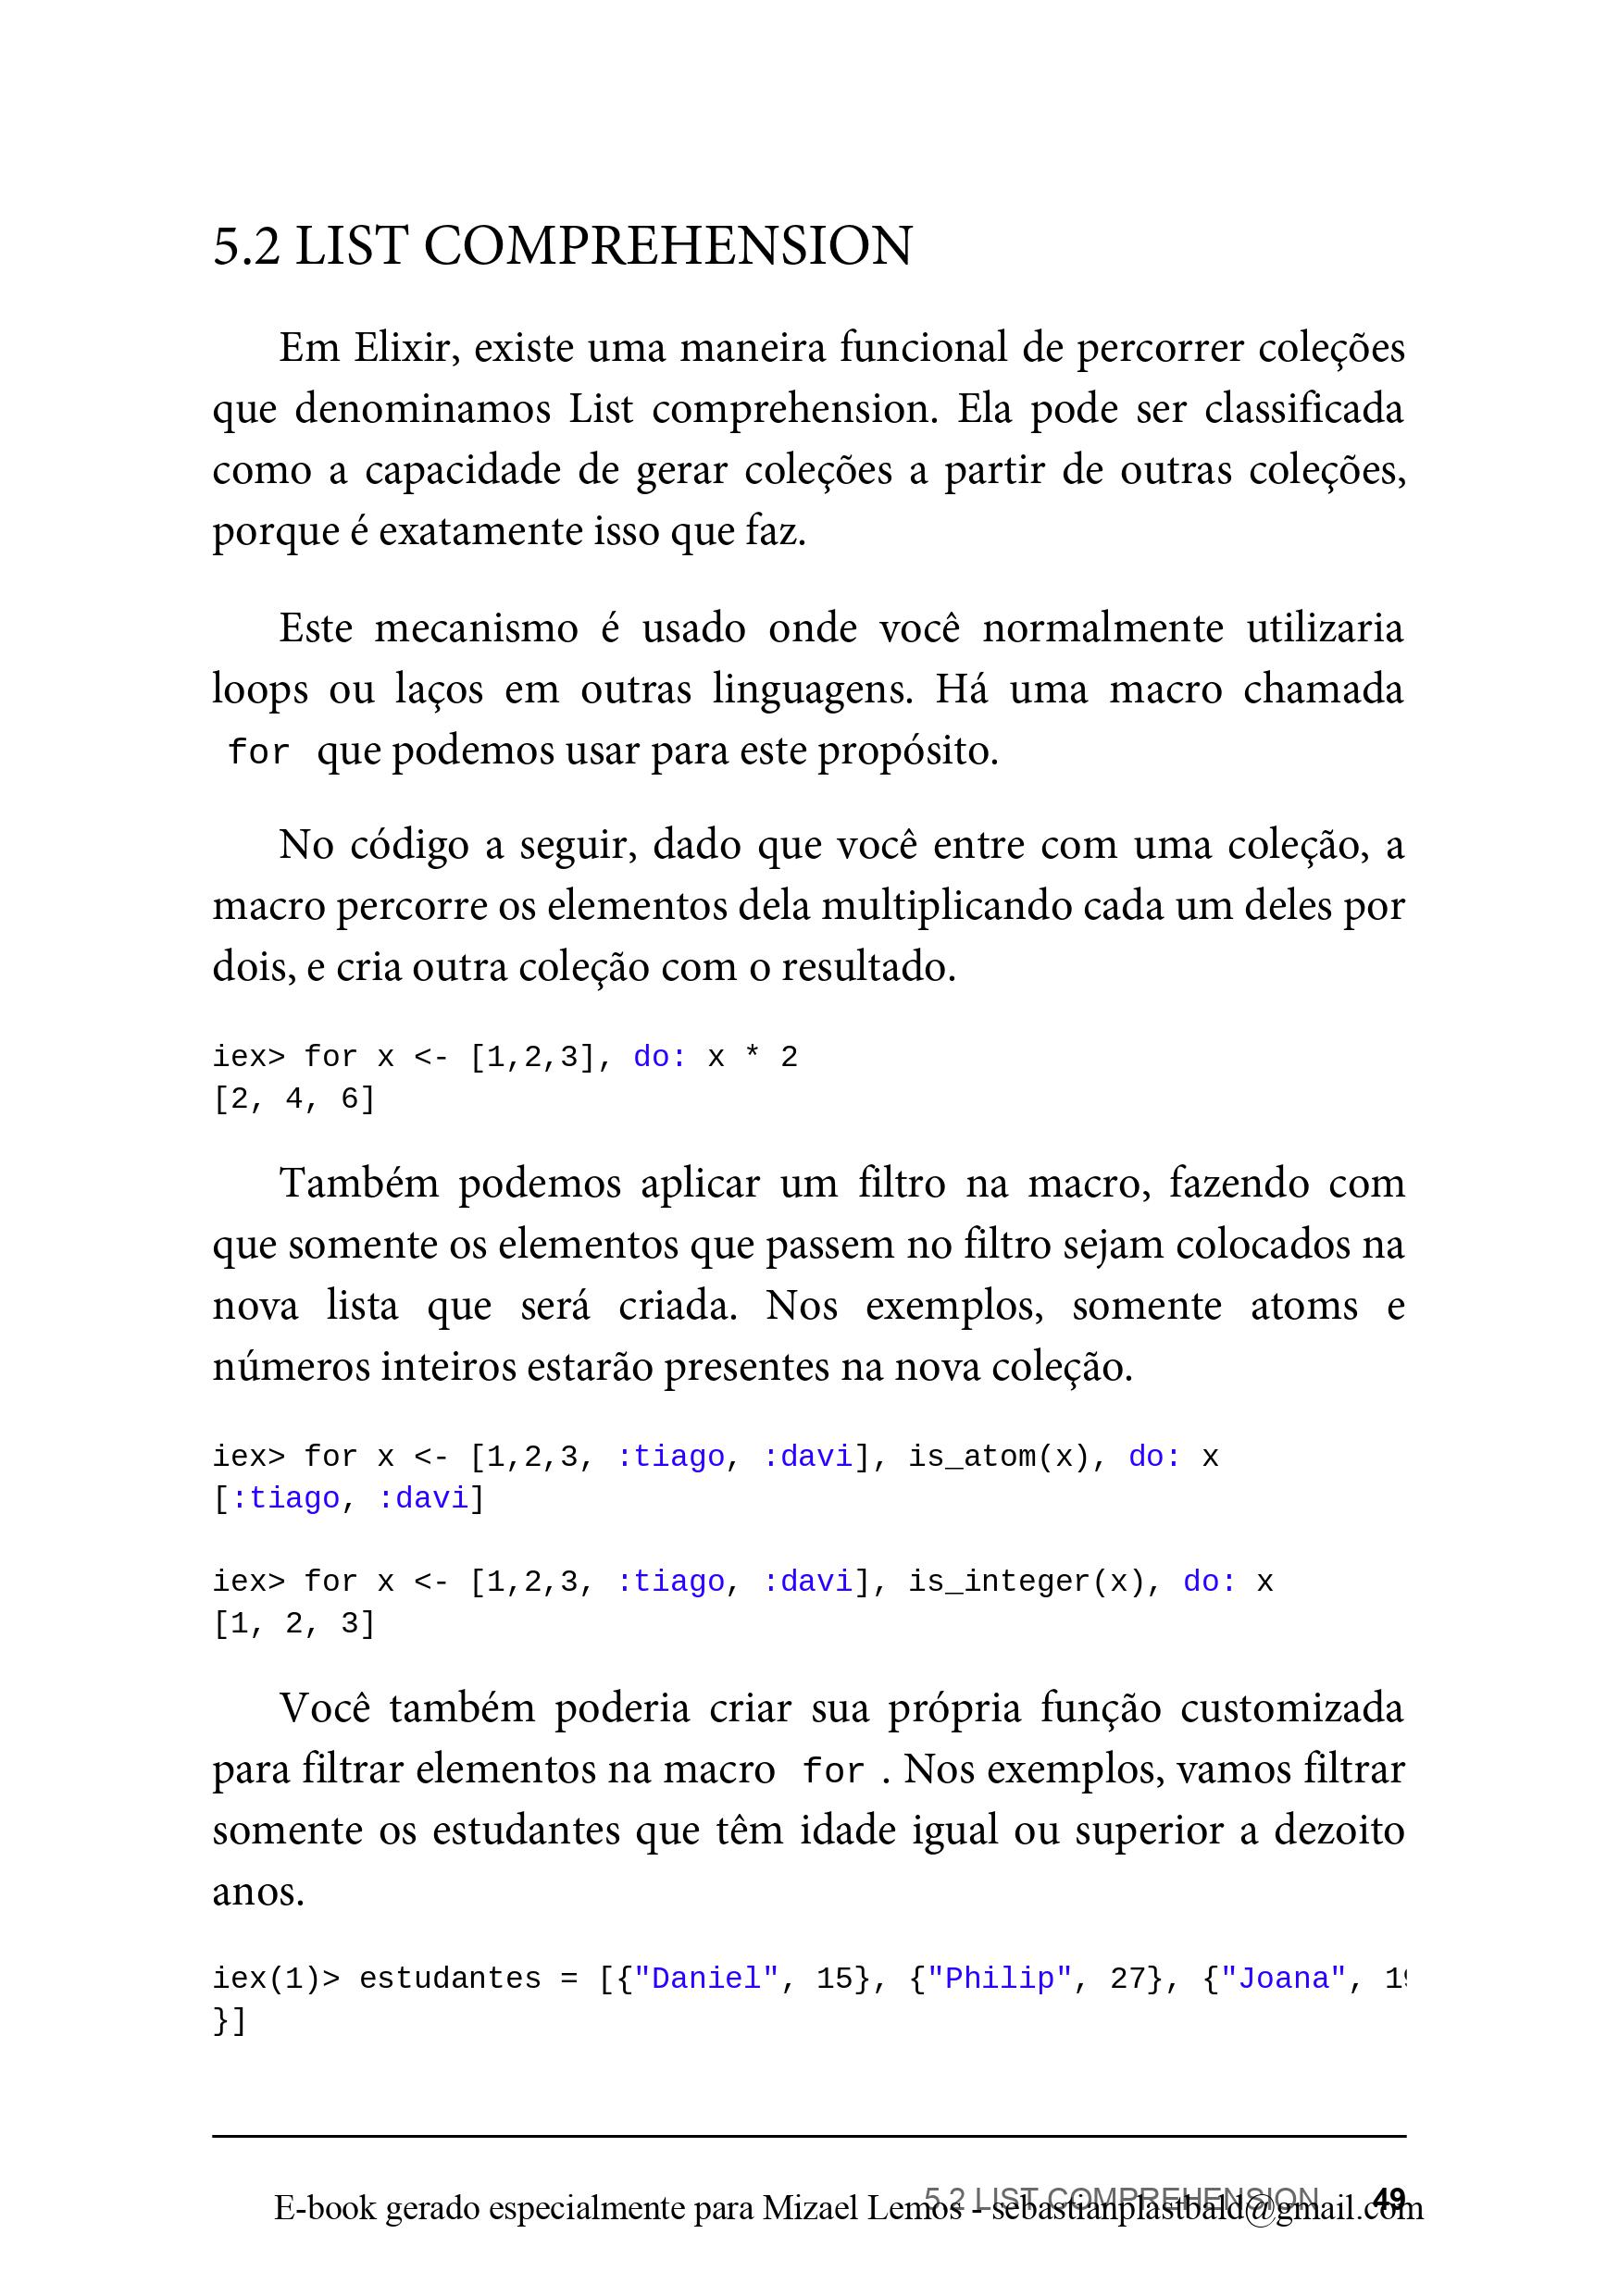 5.2 LIST COMPREHENSION
Em Elixir, existe uma maneira funcional de percorrer coleções
que denominamos List comprehension. Ela pode ser classificada
como a capacidade de gerar coleções a partir de outras coleções,
porque é exatamente isso que faz.
Este mecanismo é usado onde você normalmente utilizaria
loops ou laços em outras linguagens. Há uma macro chamada
for que podemos usar para este propósito.
No código a seguir, dado que você entre com uma coleção, a
macro percorre os elementos dela multiplicando cada um deles por
dois, e cria outra coleção com o resultado.
iex> for x <- [1,2,3], do: x * 2
[2, 4, 6]
Também podemos aplicar um filtro na macro, fazendo com
que somente os elementos que passem no filtro sejam colocados na
nova lista que será criada. Nos exemplos, somente atoms e
números inteiros estarão presentes na nova coleção.
iex> for x <- [1,2,3, :tiago, :davi], is_atom(x), do: x
[:tiago, :davi]
iex> for x <- [1,2,3, :tiago, :davi], is_integer(x), do: x
[1, 2, 3]
Você também poderia criar sua própria função customizada
para filtrar elementos na macro for . Nos exemplos, vamos filtrar
somente os estudantes que têm idade igual ou superior a dezoito
anos.
iex(1)> estudantes = [{"Daniel", 15}, {"Philip", 27}, {"Joana", 19
}]
5.2 LIST COMPREHENSION 49
E-book gerado especialmente para Mizael Lemos - sebastianplastbald@gmail.com